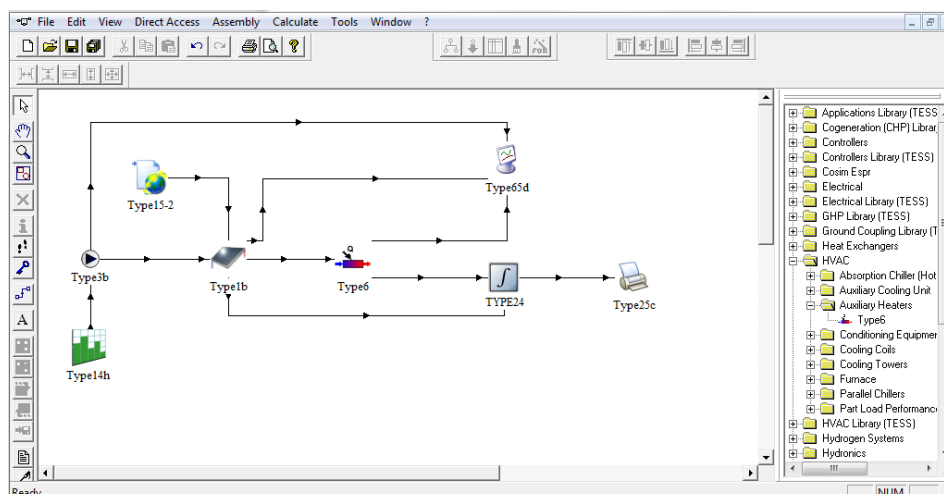 File Edit View Direct Access Assembly Calculate Tools Window ?
FOR
Type15-2
Type65d
Type3b
Type1b
Type6
TYPE24
Type25c
Type14h
A
Applications Library (TESS
Cogeneration (CHP) Librar
Controllers
Controllers Library (TESS)
Cosim Espr
Electrical
Electrical Library (TESS)
GHP Library (TESS)
Ground Coupling Library (T
Heat Exchangers
HVAC
Absorption Chiller (Hot
Auxiliary Cooling Unit
Auxiliary Heaters
Type6
Conditioning Equipmer
Cooling Coils
Cooling Towers
Furnace
Parallel Chillers
Part Load Performance
HVAC Library (TESS)
Hydrogen Systems
Hydronics
Ready
NUM